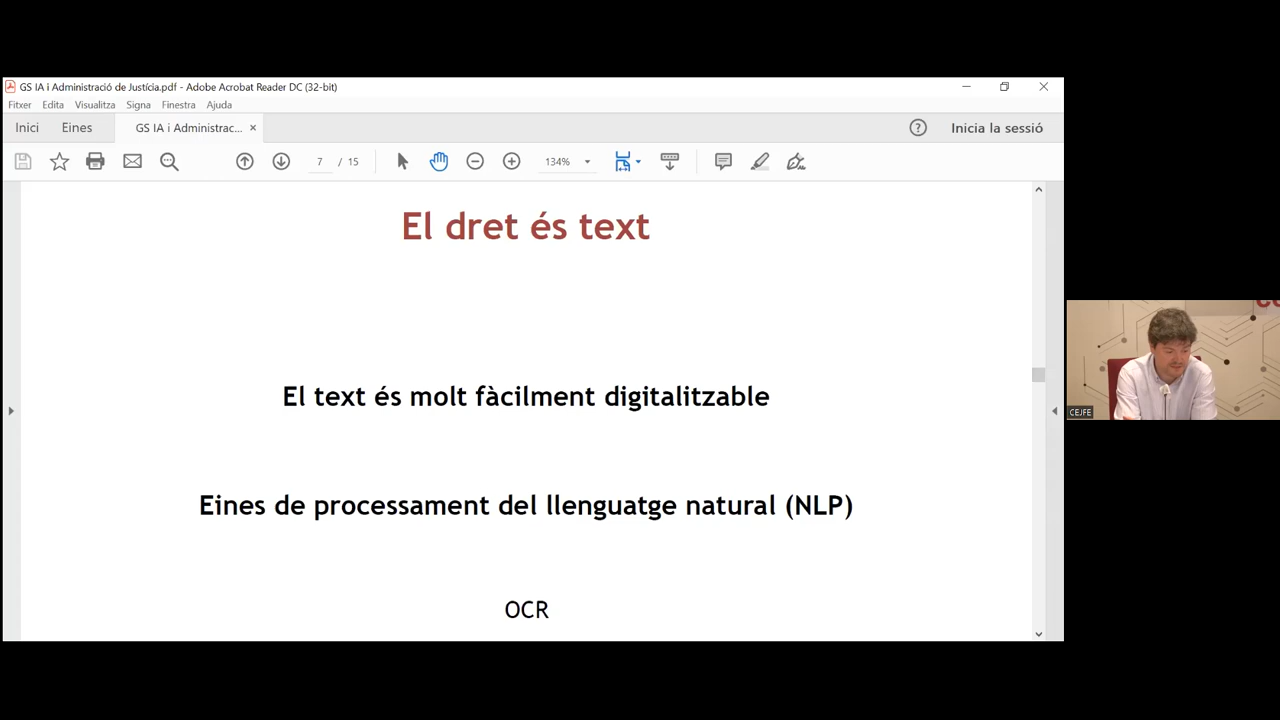 GS IA i Administració de Justícia.pdf - Adobe Acrobat Reader DC (32-bit)
Fitxer Edita Visualitza Signa Finestra Ajuda
Inici Eines GS IA i Administrac... × Inicia la sessió
7 / 15 134%
El dret és text
El text és molt fàcilment digitalitzable
Eines de processament del llenguatge natural (NLP)
OCR
CEJFE